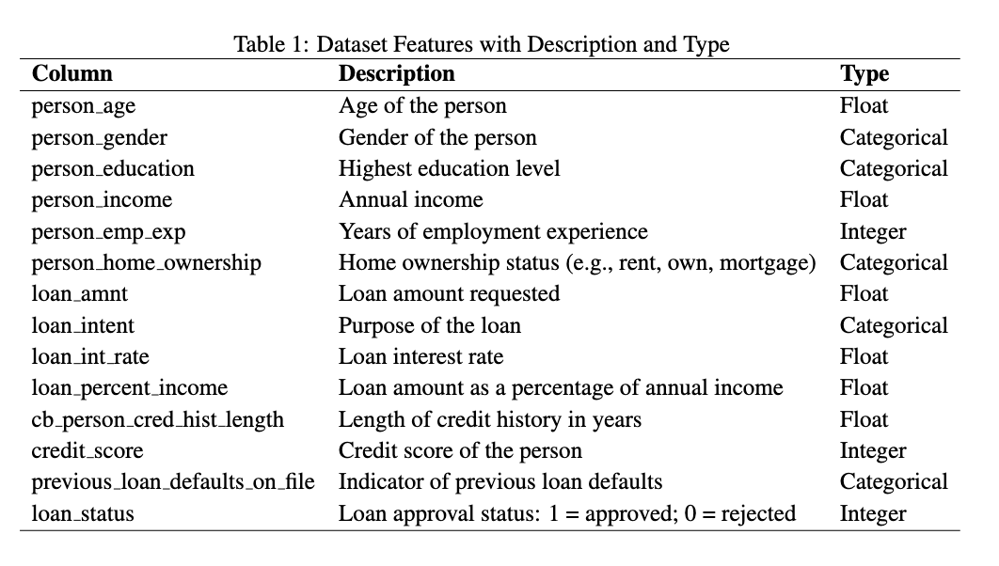 Table 1: Dataset Features with Description and Type
Column Description Type
person_age Age of the person Float
person_gender Gender of the person Categorical
person_education Highest education level Categorical
person_income Annual income Float
person_emp_exp Years of employment experience Integer
person_home_ownership Home ownership status (e.g., rent, own, mortgage) Categorical
loan_amnt Loan amount requested Float
loan_intent Purpose of the loan Categorical
loan_int_rate Loan interest rate Float
loan_percent_income Loan amount as a percentage of annual income Float
cb_person_cred_hist_length Length of credit history in years Float
credit_score Credit score of the person Integer
previous_loan_defaults_on_file Indicator of previous loan defaults Categorical
loan_status Loan approval status: 1 = approved; 0 = rejected Integer